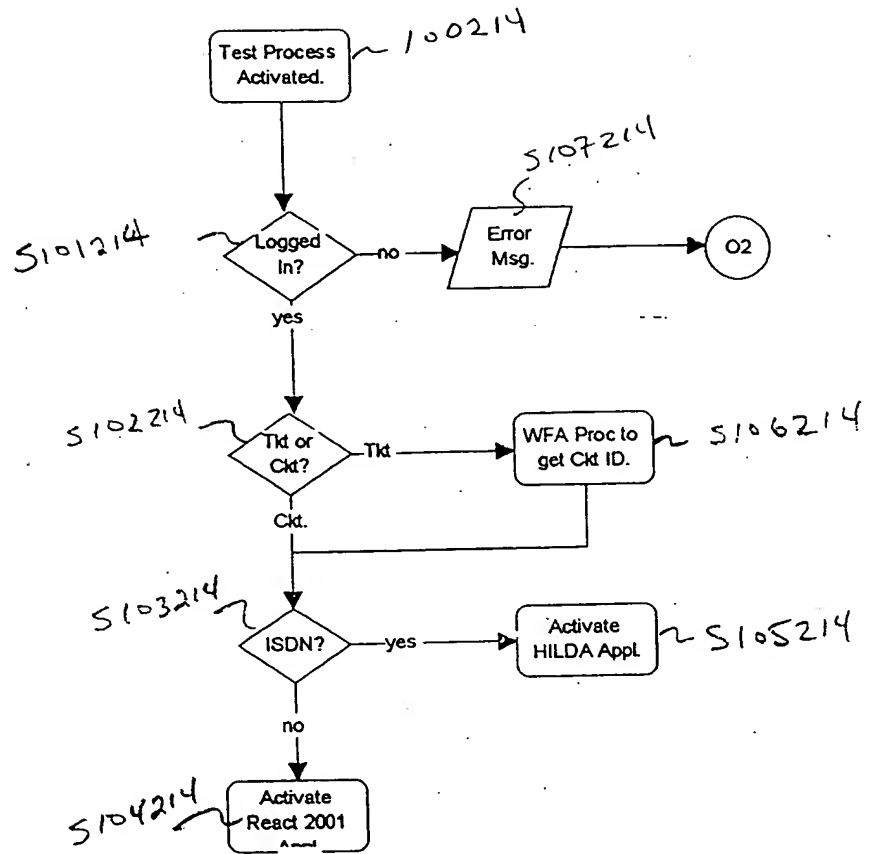 Test Process
Activated.
100214
S107214
S101214
Logged
In?
no
Error
Msg.
O2
yes
S102214
Tkt or
Ckt?
Tkt
WFA Proc to
get Ckt ID.
S106214
Ckt.
S103214
ISDN?
yes
Activate
HILDA Appl.
S105214
no
S104214
Activate
React 2001
Appl